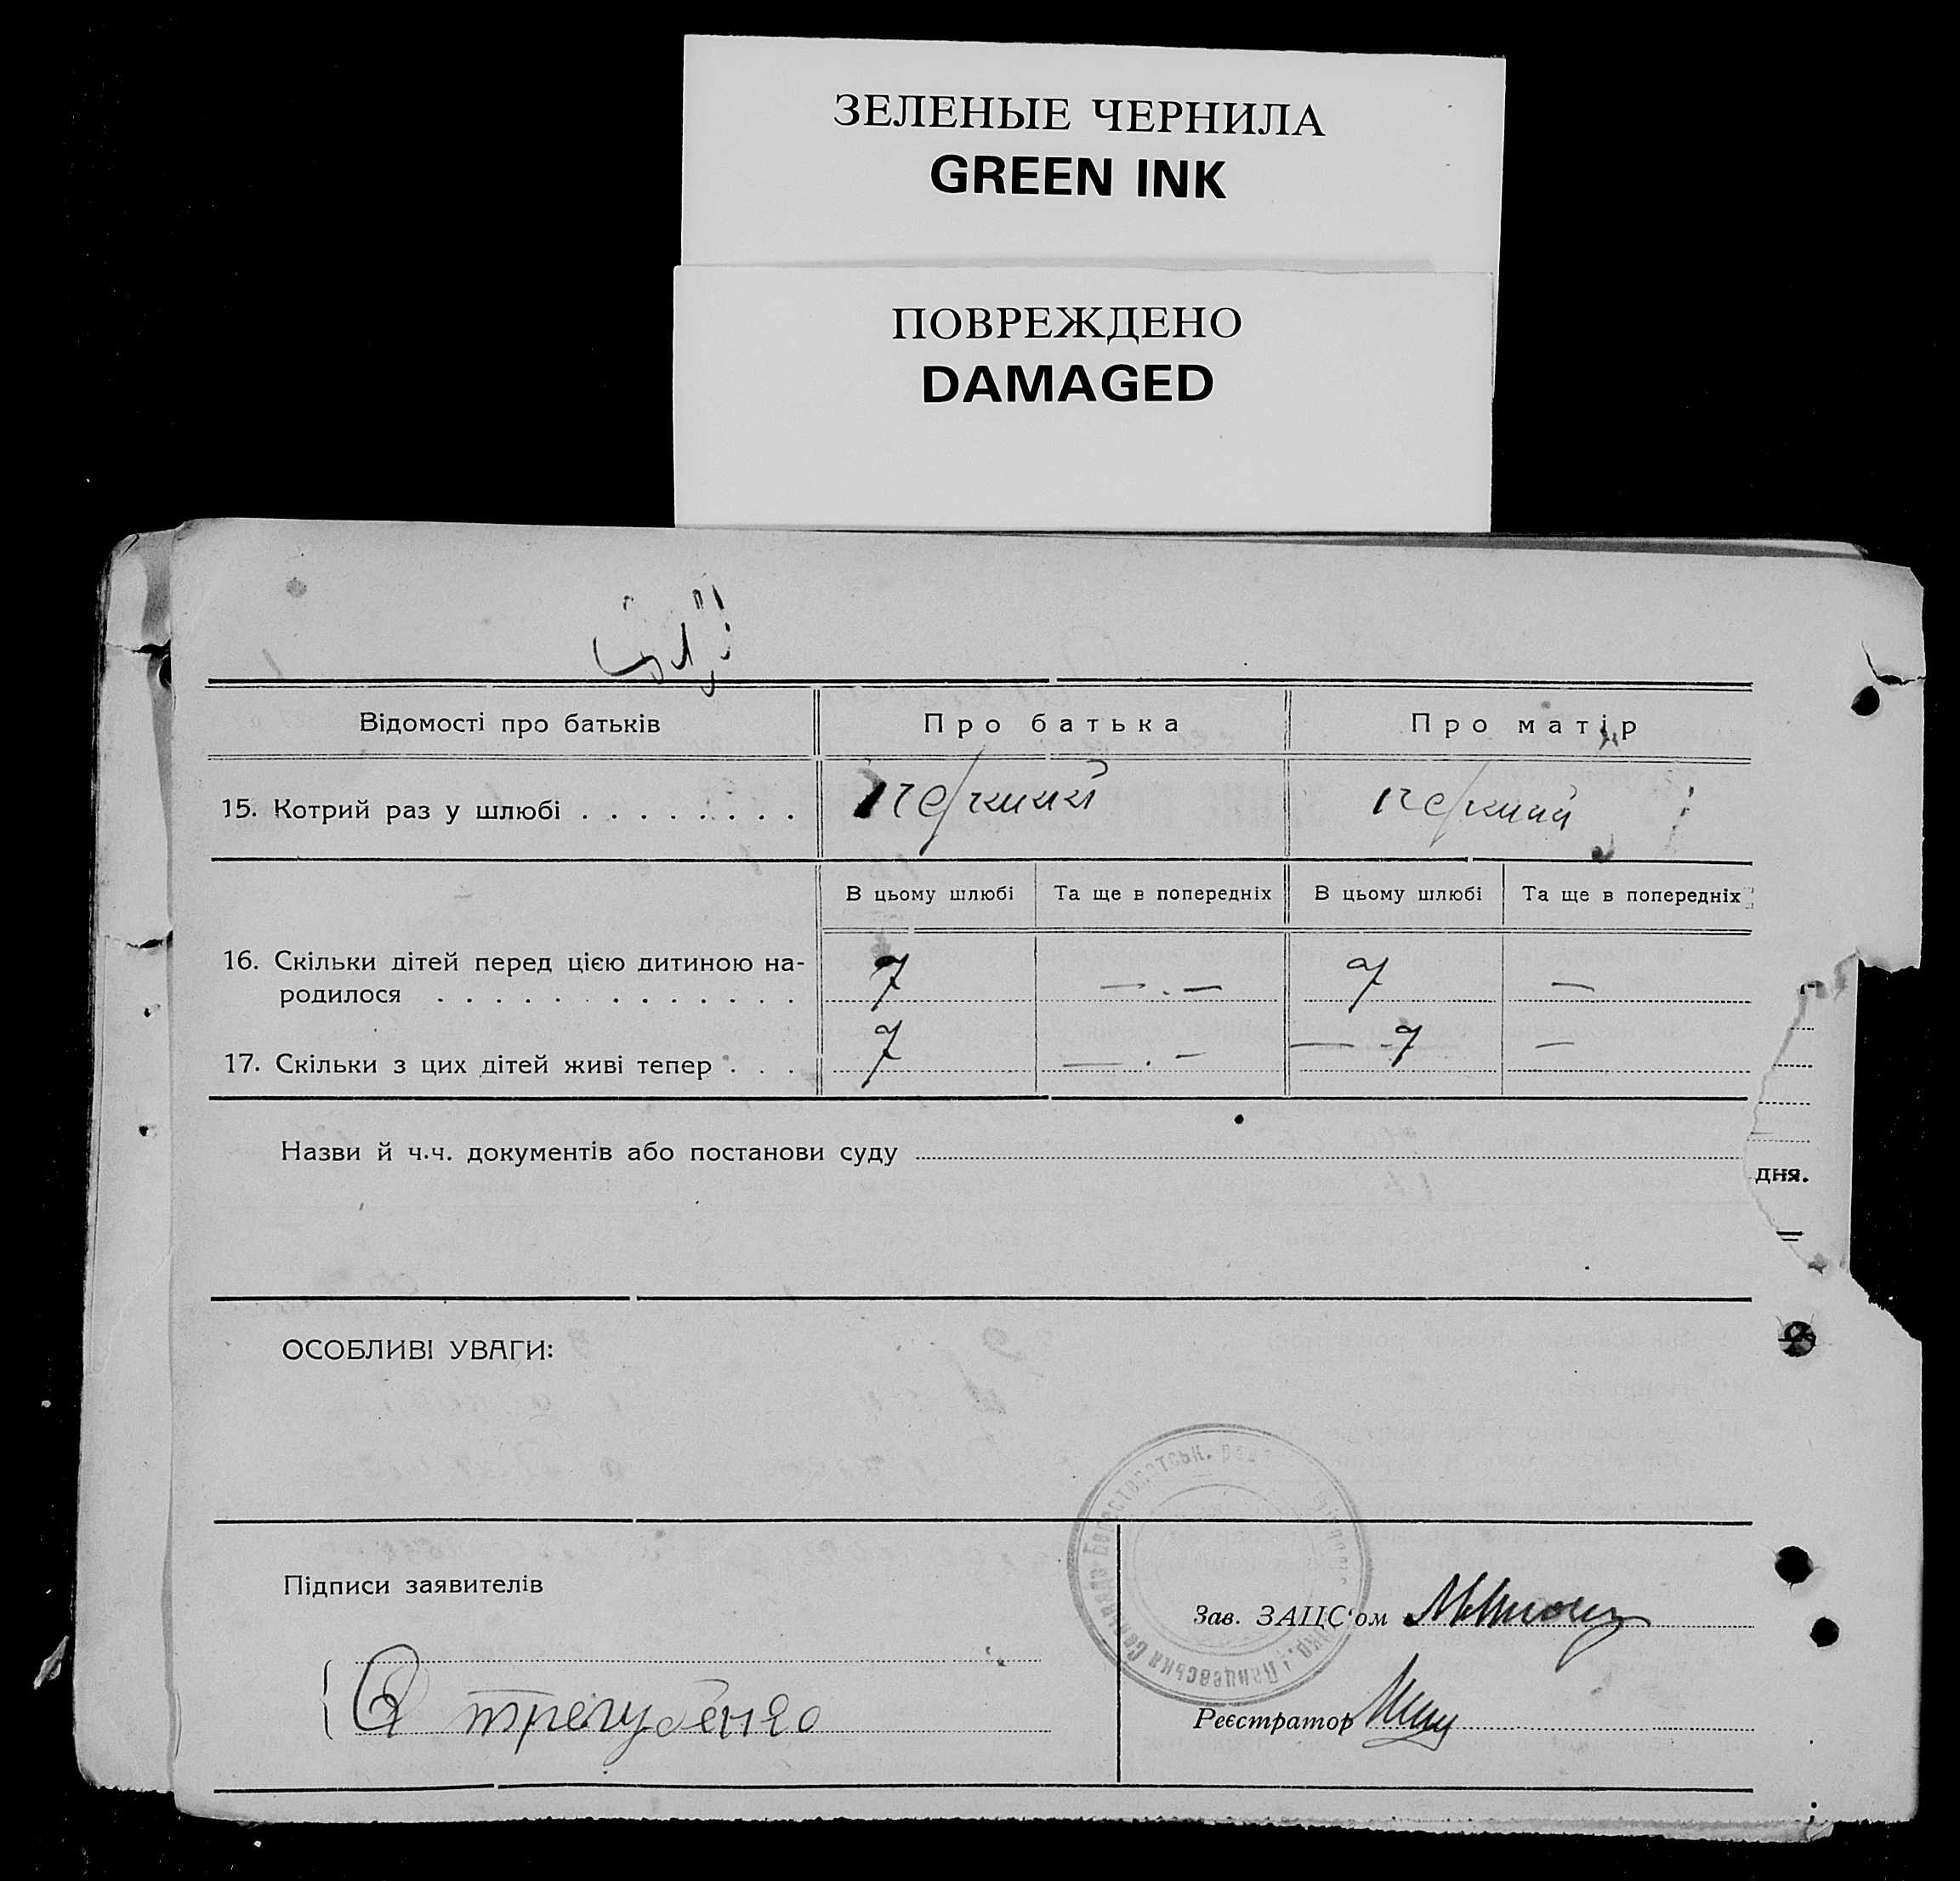 ЗЕЛЕНЫЕ ЧЕРНИЛА
GREEN INK
ПОВРЕЖДЕНО
DAMAGED
Відомості про батьків Про батька Про матір
15. Котрий раз у шлюбі . . . . . . . .
В цьому шлюбі Та ще в попередніх В цьому шлюбі Та ще в попередніх
16. Скільки дітей перед цією дитиною на-
родилося . . . . . . . . . . . . . 7 — . — 7 —
17. Скільки з цих дітей живі тепер . . . 7 — . - — - 7 —
Назви й ч.ч. документів або постанови суду
дня.
ОСОБЛИВІ УВАГИ:
Підписи заявителів
Зав. ЗАЦС'ом
Трегубенко
Реєстратор